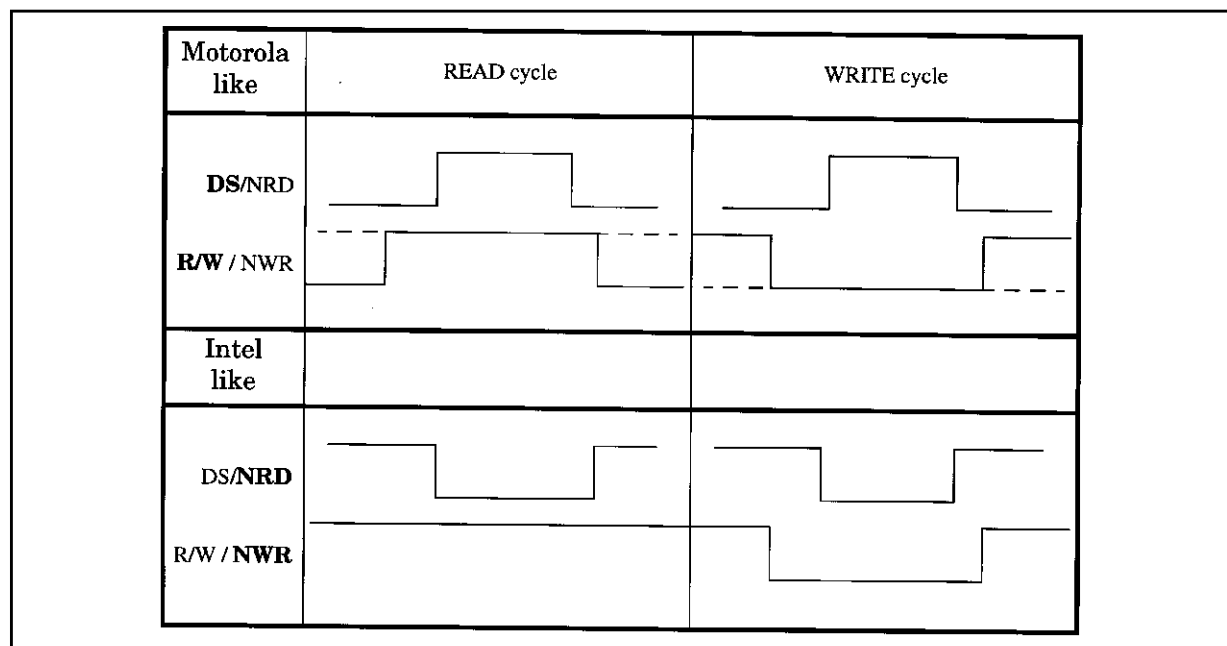 Motorola
like
READ cycle
WRITE cycle
DS/NRD
R/W / NWR
Intel
like
DS/NRD
R/W / NWR